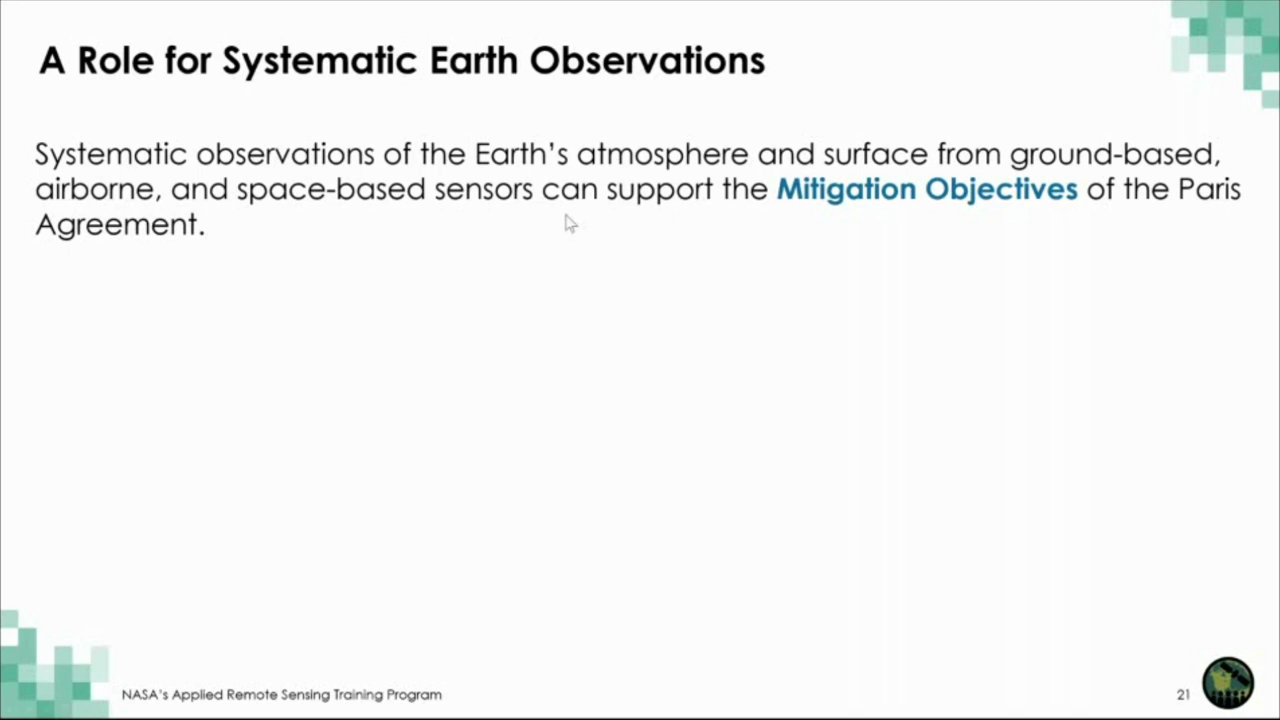 A Role for Systematic Earth Observations
Systematic observations of the Earth’s atmosphere and surface from ground-based,
airborne, and space-based sensors can support the Mitigation Objectives of the Paris
Agreement.
NASA’s Applied Remote Sensing Training Program
21